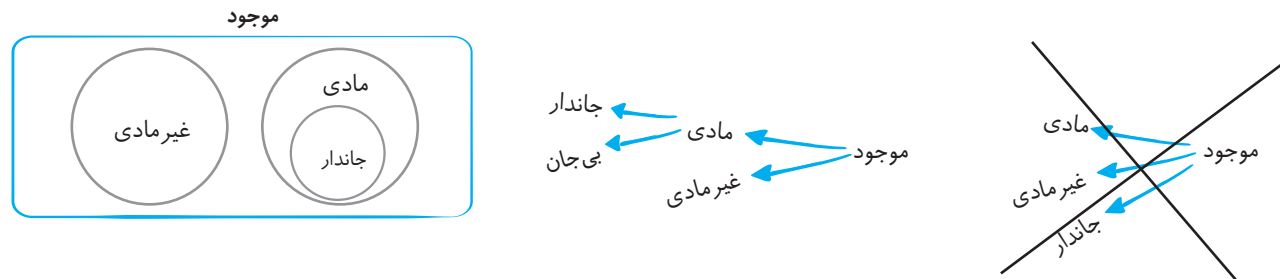 موجود
مادی
غیرمادی
جاندار
موجود
مادی
غیرمادی
جاندار
بی‌جان
موجود
مادی
غیرمادی
جاندار